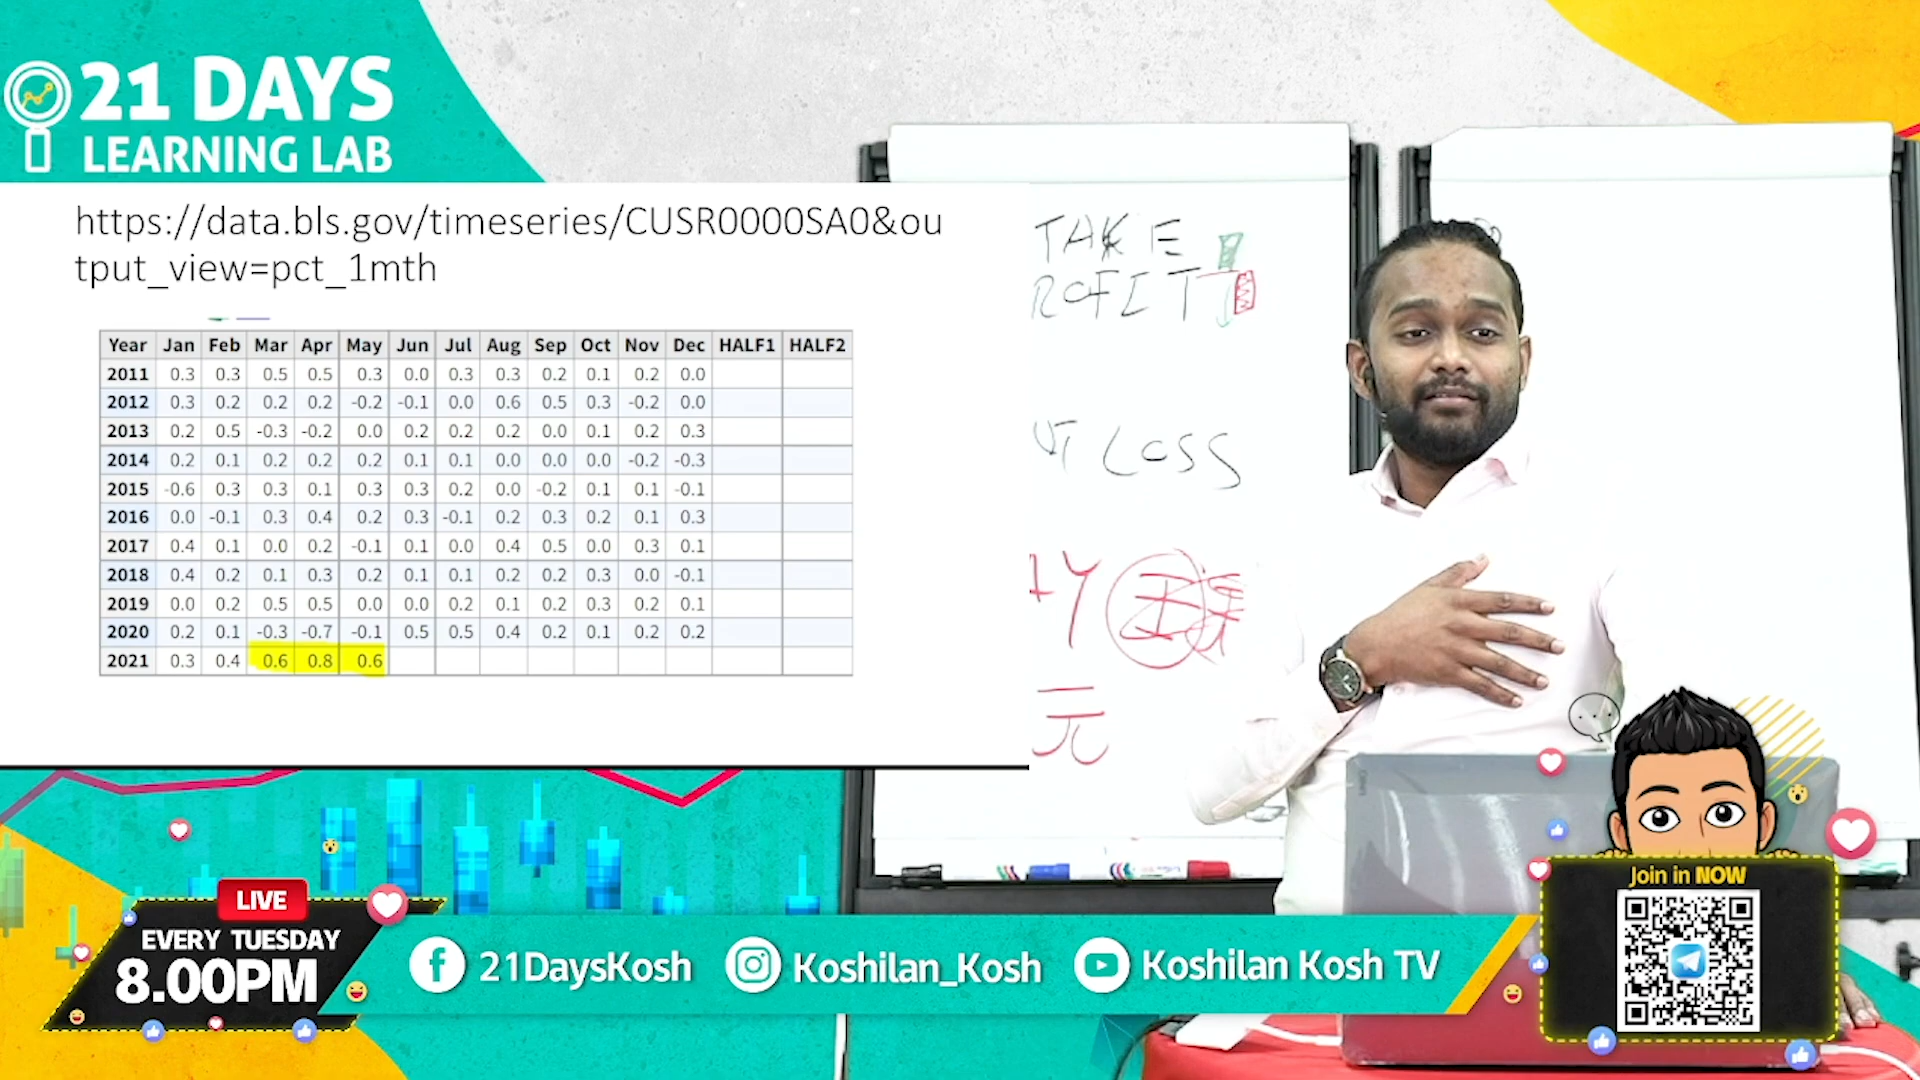 21 DAYS
LEARNING LAB
https://data.bls.gov/timeseries/CUSR0000SA0&ou
tput_view=pct_1mth
Year Jan Feb Mar Apr May Jun Jul Aug Sep Oct Nov Dec HALF1 HALF2
2011 0.3 0.3 0.5 0.5 0.3 0.0 0.3 0.3 0.2 0.1 0.2 0.0
2012 0.3 0.2 0.2 0.2 -0.2 -0.1 0.0 0.6 0.5 0.3 -0.2 0.0
2013 0.2 0.5 -0.3 -0.2 0.0 0.2 0.2 0.2 0.0 0.1 0.2 0.3
2014 0.2 0.1 0.2 0.2 0.2 0.1 0.1 0.0 0.0 0.0 -0.2 -0.3
2015 -0.6 0.3 0.3 0.1 0.3 0.3 0.2 0.0 -0.2 0.1 0.1 -0.1
2016 0.0 -0.1 0.3 0.4 0.2 0.3 -0.1 0.2 0.3 0.2 0.1 0.3
2017 0.4 0.1 0.0 0.2 -0.1 0.1 0.0 0.4 0.5 0.0 0.3 0.1
2018 0.4 0.2 0.1 0.3 0.2 0.1 0.1 0.2 0.2 0.3 0.0 -0.1
2019 0.0 0.2 0.5 0.5 0.0 0.0 0.2 0.1 0.2 0.3 0.2 0.1
2020 0.2 0.1 -0.3 -0.7 -0.1 0.5 0.5 0.4 0.2 0.1 0.2 0.2
2021 0.3 0.4 0.6 0.8 0.6
TAKE
ROFIT
UT LOSS
LIVE
EVERY TUESDAY
8.00PM
21DaysKosh
Koshilan_Kosh
Koshilan Kosh TV
Join in NOW